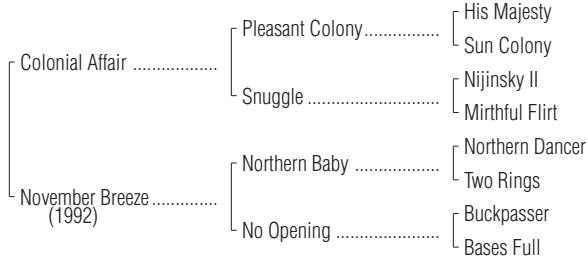 His Majesty
Pleasant Colony.................
Sun Colony
Colonial Affair ...................
Nijinsky II
Snuggle ..............................
Mirthful Flirt
Northern Dancer
Northern Baby ...................
Two Rings
November Breeze...............
(1992)
Buckpasser
No Opening .......................
Bases Full